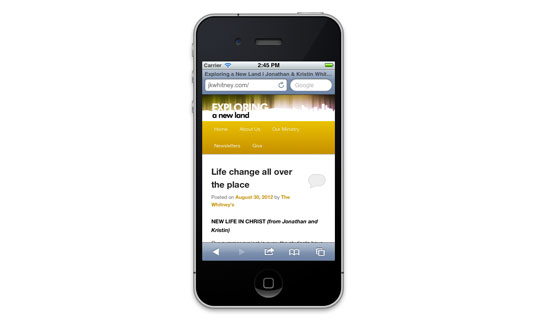 Carrier 2:45 PM
Exploring a New Land | Jonathan & Kristin Whit...
jkwhitney.com/ Google
EXPLORING
a new land
Home About Us Our Ministry
Newsletters Give
Life change all over
the place
Posted on August 30, 2012 by The
Whitney's
NEW LIFE IN CHRIST (from Jonathan and
Kristin)